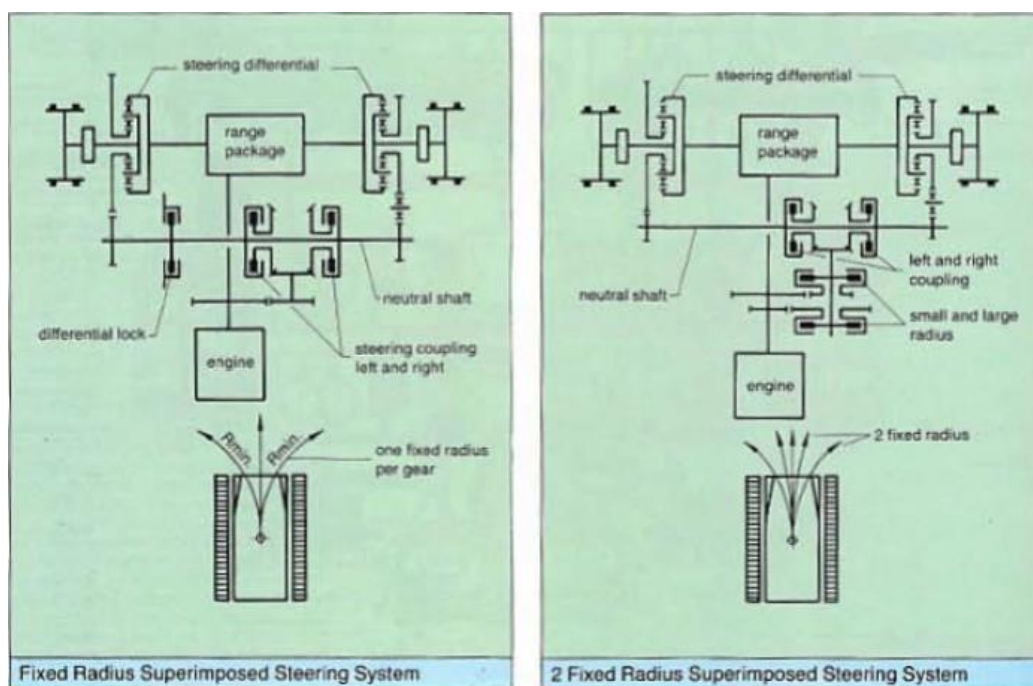 steering differential
range
package
neutral shaft
differential lock
steering coupling
left and right
engine
Rmin.
Rmin.
one fixed radius
per gear
Fixed Radius Superimposed Steering System
steering differential
range
package
left and right
coupling
neutral shaft
small and large
radius
engine
2 fixed radius
2 Fixed Radius Superimposed Steering System